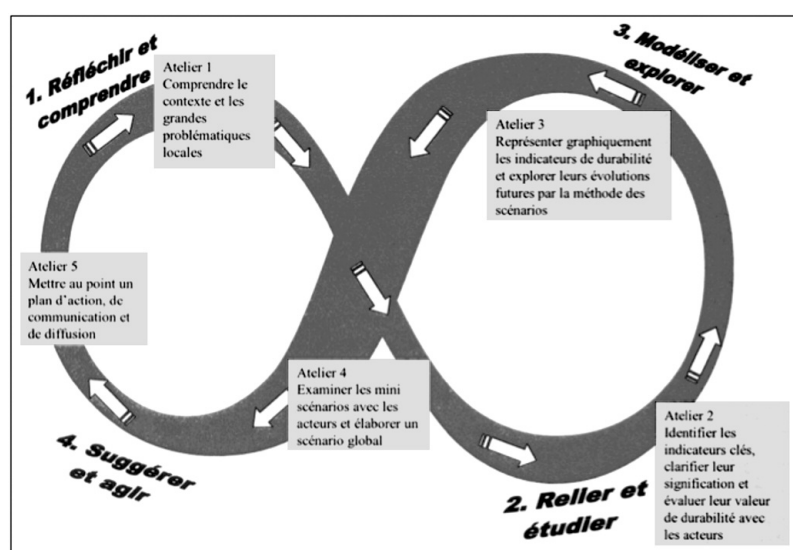 1. Réfléchir et
comprendre
Atelier 1
Comprendre le
contexte et les
grandes
problématiques
locales
3. Modéliser et
explorer
Atelier 3
Représenter graphiquement
les indicateurs de durabilité
et explorer leurs évolutions
futures par la méthode des
scénarios
Atelier 5
Mettre au point un
plan d'action, de
communication et
de diffusion
Atelier 4
Examiner les mini
scénarios avec les
acteurs et élaborer un
scénario global
4. Suggérer
et agir
2. Relier et
étudier
Atelier 2
Identifier les
indicateurs clés,
clarifier leur
signification et
évaluer leur valeur
de durabilité avec
les acteurs